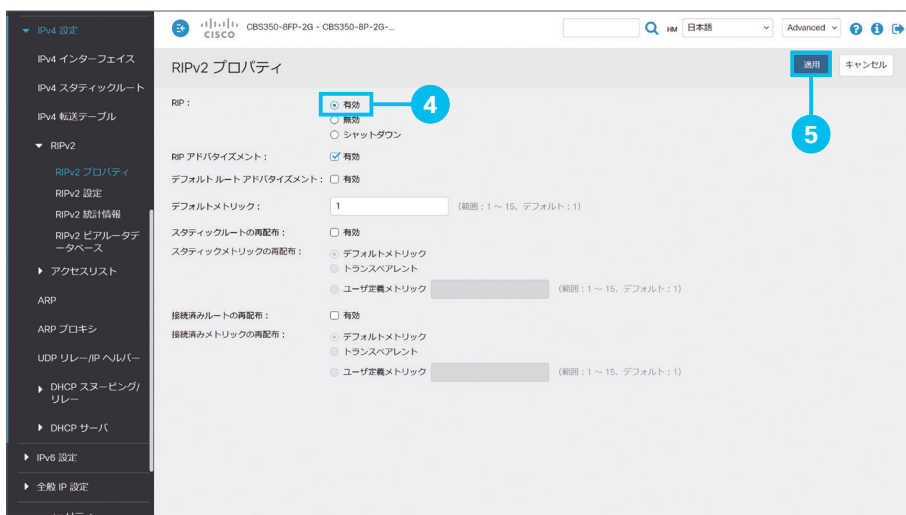 IPv4 設定
IPv4 インターフェイス
IPv4 スタティックルート
IPv4 転送テーブル
RIPv2
RIPv2 プロパティ
RIPv2 設定
RIPv2 統計情報
RIPv2 ピアルータデ
ータベース
アクセスリスト
ARP
ARP プロキシ
UDP リレー/IP ヘルパー
DHCP スヌーピング/
リレー
DHCP サーバ
IPv6 設定
全般 IP 設定
CISCO
CBS350-8FP-2G - CBS350-8P-2G-...
HM
日本語
Advanced
RIPv2 プロパティ
適用
キャンセル
5
RIP :
有効
4
無効
シャットダウン
RIP アドバタイズメント :
有効
デフォルト ルート アドバタイズメント :
有効
デフォルトメトリック :
1
(範囲 : 1 ~ 15、デフォルト : 1)
スタティックルートの再配布 :
有効
スタティックメトリックの再配布 :
デフォルトメトリック
トランスペアレント
ユーザ定義メトリック
(範囲 : 1 ~ 15、デフォルト : 1)
接続済みルートの再配布 :
有効
接続済みメトリックの再配布 :
デフォルトメトリック
トランスペアレント
ユーザ定義メトリック
(範囲 : 1 ~ 15、デフォルト : 1)